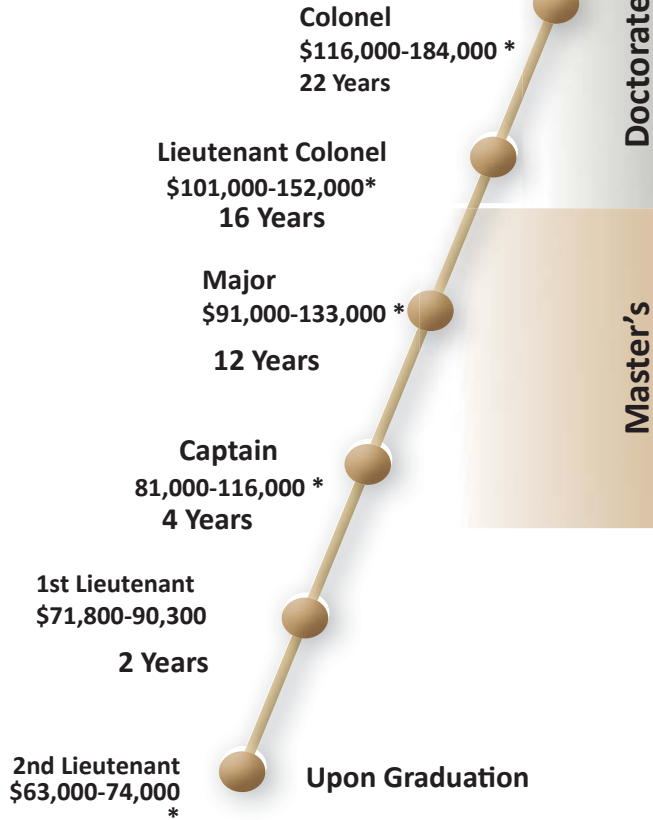 Colonel
$116,000-184,000 *
22 Years
Doctorate
Lieutenant Colonel
$101,000-152,000*
16 Years
Major
$91,000-133,000 *
12 Years
Master's
Captain
81,000-116,000 *
4 Years
1st Lieutenant
$71,800-90,300
2 Years
2nd Lieutenant
$63,000-74,000
*
Upon Graduation